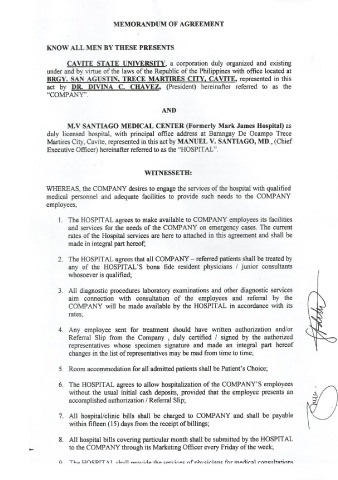 MEMORANDUM OF AGREEMENT
KNOW ALL MEN BY THESE PRESENTS
CAVITE STATE UNIVERSITY, a corporation duly organized and existing
under and by virtue of the laws of the Republic of the Philippines with office located at
BRGY. SAN AGUSTIN, TRECE MARTIRES CITY, CAVITE, represented in this
act by DR. DIVINA C. CHAVEZ, (President) hereinafter referred to as the
"COMPANY".
AND
M.V SANTIAGO MEDICAL CENTER (Formerly Mark James Hospital) as
duly licensed hospital, with principal office address at Barangay De Ocampo Trece
Martires City, Cavite, represented in this act by MANUEL V. SANTIAGO, MD., (Chief
Executive Officer) hereinafter referred to as the "HOSPITAL".
WITNESSETH:
WHEREAS, the COMPANY desires to engage the services of the hospital with qualified
medical personnel and adequate facilities to provide such needs to the COMPANY
employees,
1. The HOSPITAL agrees to make available to COMPANY employees its facilities
and services for the needs of the COMPANY on emergency cases. The current
rates of the Hospital services are here to attached in this agreement and shall be
made in integral part hereof;
2. The HOSPITAL agrees that all COMPANY – referred patients shall be treated by
any of the HOSPITAL'S bona fide resident physicians / junior consultants
whosoever is qualified;
3. All diagnostic procedures laboratory examinations and other diagnostic services
aim connection with consultation of the employees and referral by the
COMPANY will be made available by the HOSPITAL in accordance with its
rates;
4. Any employee sent for treatment should have written authorization and/or
Referral Slip from the Company , duly certified / signed by the authorized
representatives whose specimen signature and made an integral part hereof
changes in the list of representatives may be read from time to time;
5. Room accommodation for all admitted patients shall be Patient's Choice;
6. The HOSPITAL agrees to allow hospitalization of the COMPANY'S employees
without the usual initial cash deposits, provided that the employee presents an
accomplished authorization / Referral Slip;
7. All hospital/clinic bills shall be charged to COMPANY and shall be payable
within fifteen (15) days from the receipt of billings;
8. All hospital bills covering particular month shall be submitted by the HOSPITAL
to the COMPANY through its Marketing Officer every Friday of the week;
9. The HOSPITAL shall provide the services of physicians for medical consultations